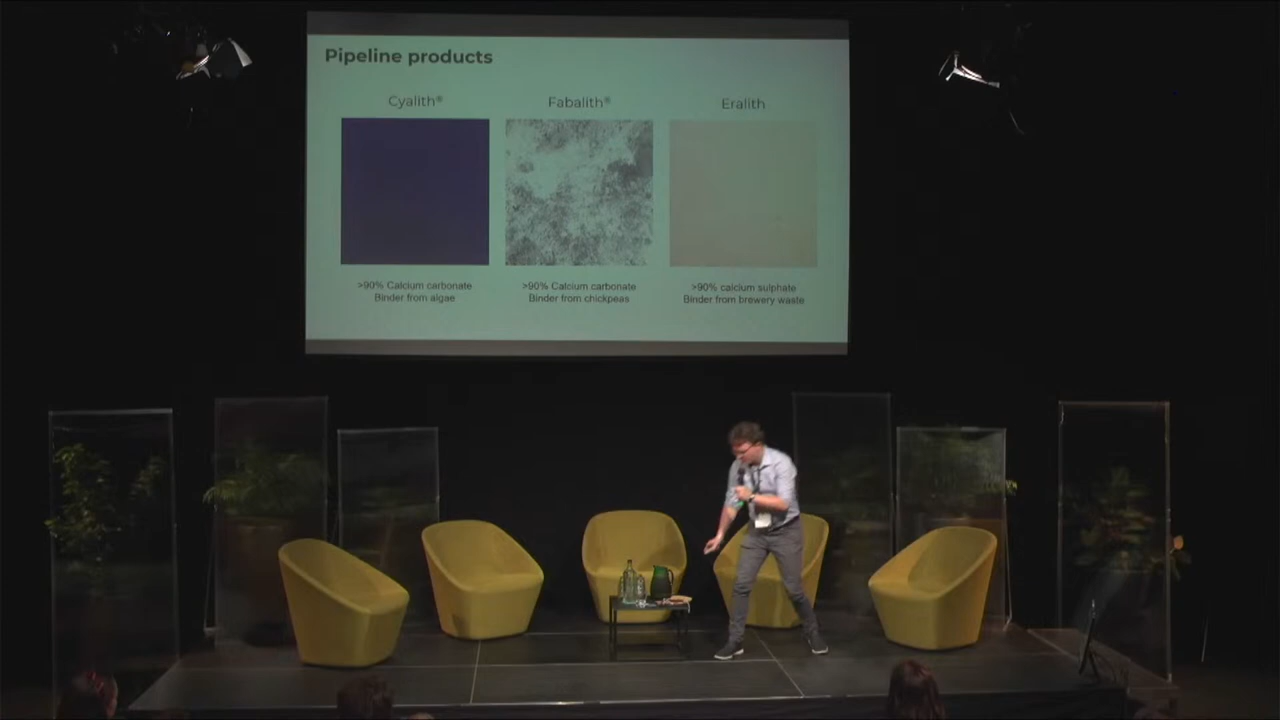 Pipeline products
Cyalith®
Fabalith®
Eralith
>90% Calcium carbonate
Binder from algae
>90% Calcium carbonate
Binder from chickpeas
>90% calcium sulphate
Binder from brewery waste